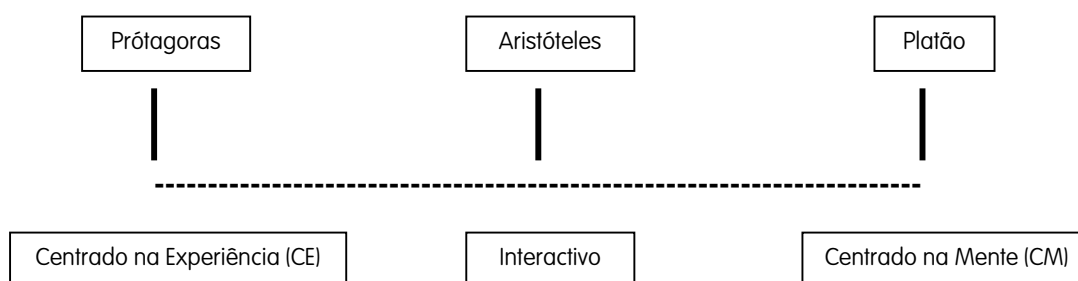 Prótagoras
Aristóteles
Platão
Centrado na Experiência (CE)
Interactivo
Centrado na Mente (CM)